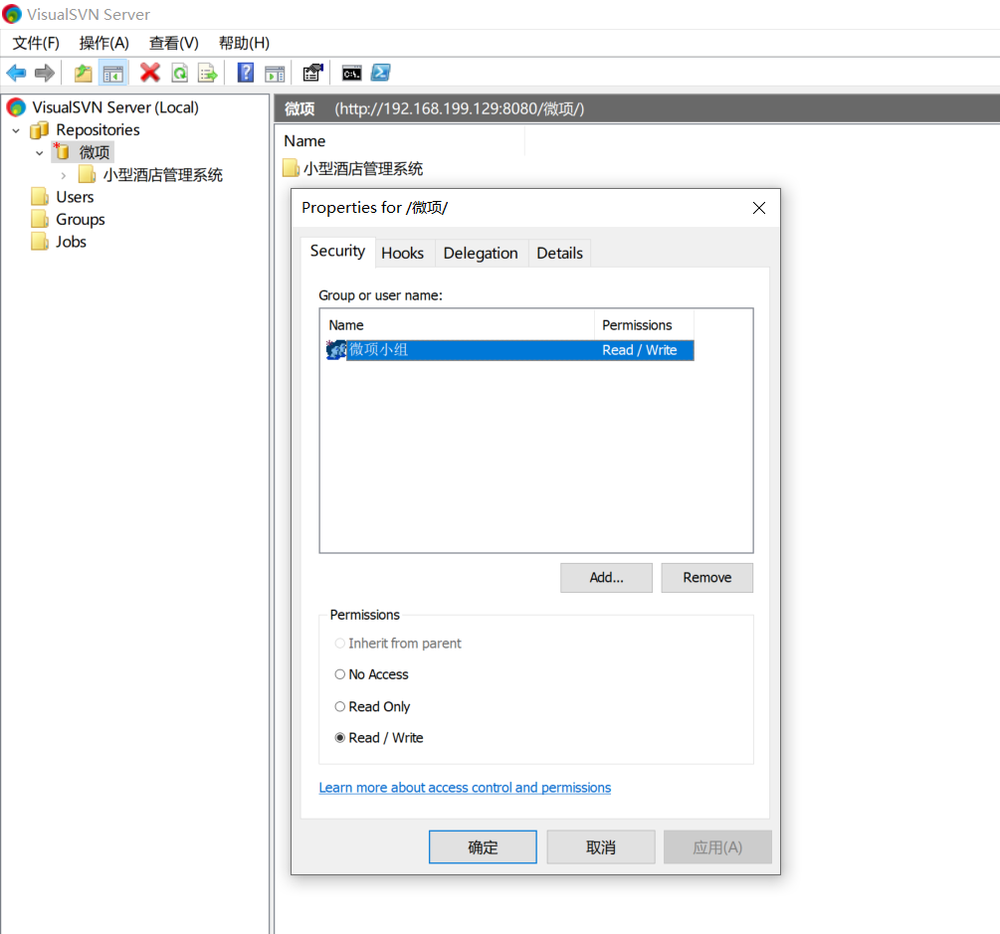 VisualSVN Server
文件(F) 操作(A) 查看(V) 帮助(H)
VisualSVN Server (Local)
Repositories
微项
小型酒店管理系统
Users
Groups
Jobs
微项 (http://192.168.199.129:8080/微项/)
Name
小型酒店管理系统
Properties for /微项/
Security Hooks Delegation Details
Group or user name:
Name Permissions
微项小组 Read / Write
Add... Remove
Permissions
Inherit from parent
No Access
Read Only
Read / Write
Learn more about access control and permissions
确定 取消 应用(A)